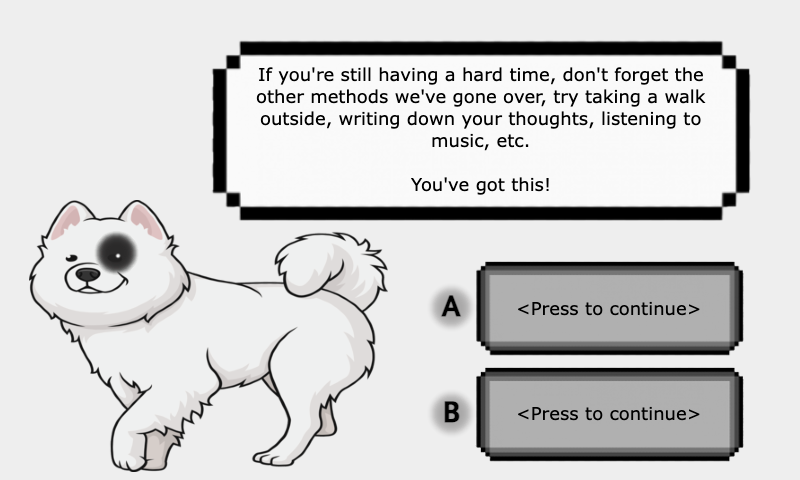 If you're still having a hard time, don't forget the
other methods we've gone over, try taking a walk
outside, writing down your thoughts, listening to
music, etc.
You've got this!
A
<Press to continue>
B
<Press to continue>